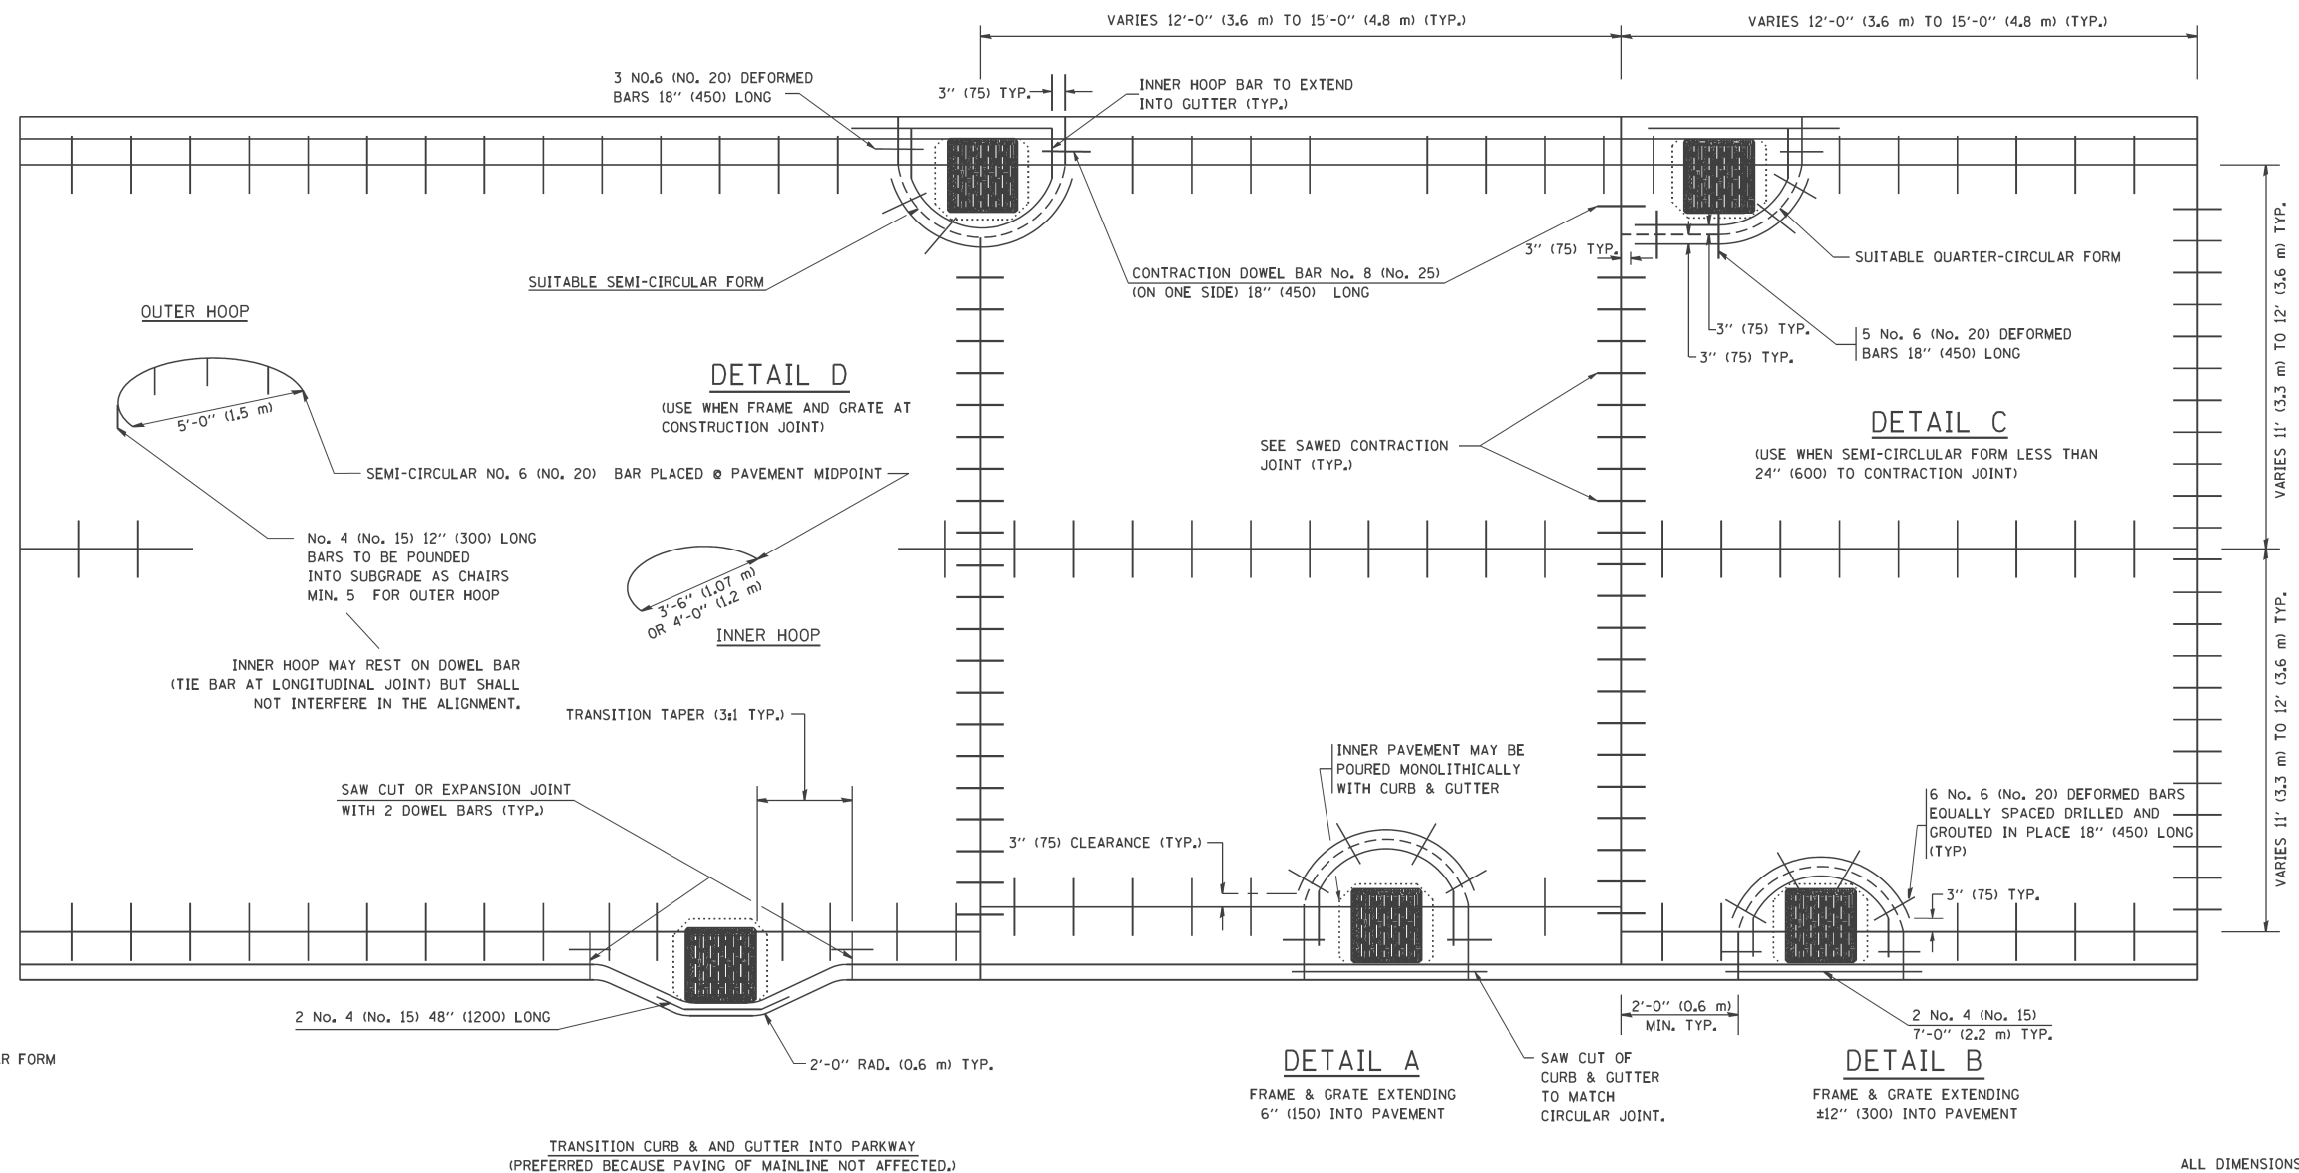 VARIES 12'-0" (3.6 m) TO 15'-0" (4.8 m) (TYP.)
VARIES 12'-0" (3.6 m) TO 15'-0" (4.8 m) (TYP.)
3 NO.6 (NO. 20) DEFORMED
BARS 18" (450) LONG
3" (75) TYP.
INNER HOOP BAR TO EXTEND
INTO GUTTER (TYP.)
SUITABLE SEMI-CIRCULAR FORM
CONTRACTION DOWEL BAR No. 8 (No. 25)
(ON ONE SIDE) 18" (450) LONG
3" (75) TYP.
SUITABLE QUARTER-CIRCULAR FORM
3" (75) TYP.
3" (75) TYP.
5 No. 6 (No. 20) DEFORMED
BARS 18" (450) LONG
VARIES 11' (3.3 m) TO 12' (3.6 m) TYP.
OUTER HOOP
5'-0" (1.5 m)
DETAIL D
(USE WHEN FRAME AND GRATE AT
CONSTRUCTION JOINT)
SEMI-CIRCULAR NO. 6 (NO. 20) BAR PLACED @ PAVEMENT MIDPOINT
SEE SAWED CONTRACTION
JOINT (TYP.)
DETAIL C
(USE WHEN SEMI-CIRCLULAR FORM LESS THAN
24" (600) TO CONTRACTION JOINT)
No. 4 (No. 15) 12" (300) LONG
BARS TO BE POUNDED
INTO SUBGRADE AS CHAIRS
MIN. 5 FOR OUTER HOOP
3'-6" (1.07 m)
OR 4'-0" (1.2 m)
INNER HOOP
INNER HOOP MAY REST ON DOWEL BAR
(TIE BAR AT LONGITUDINAL JOINT) BUT SHALL
NOT INTERFERE IN THE ALIGNMENT.
VARIES 11' (3.3 m) TO 12' (3.6 m) TYP.
TRANSITION TAPER (3:1 TYP.)
SAW CUT OR EXPANSION JOINT
WITH 2 DOWEL BARS (TYP.)
INNER PAVEMENT MAY BE
POURED MONOLITHICALLY
WITH CURB & GUTTER
3" (75) CLEARANCE (TYP.)
6 No. 6 (No. 20) DEFORMED BARS
EQUALLY SPACED DRILLED AND
GROUTED IN PLACE 18" (450) LONG
(TYP)
3" (75) TYP.
2 No. 4 (No. 15) 48" (1200) LONG
2'-0" RAD. (0.6 m) TYP.
2'-0" (0.6 m)
MIN. TYP.
2 No. 4 (No. 15)
7'-0" (2.2 m) TYP.
R FORM
DETAIL A
FRAME & GRATE EXTENDING
6" (150) INTO PAVEMENT
SAW CUT OF
CURB & GUTTER
TO MATCH
CIRCULAR JOINT.
DETAIL B
FRAME & GRATE EXTENDING
±12" (300) INTO PAVEMENT
TRANSITION CURB & AND GUTTER INTO PARKWAY
(PREFERRED BECAUSE PAVING OF MAINLINE NOT AFFECTED.)
ALL DIMENSIONS